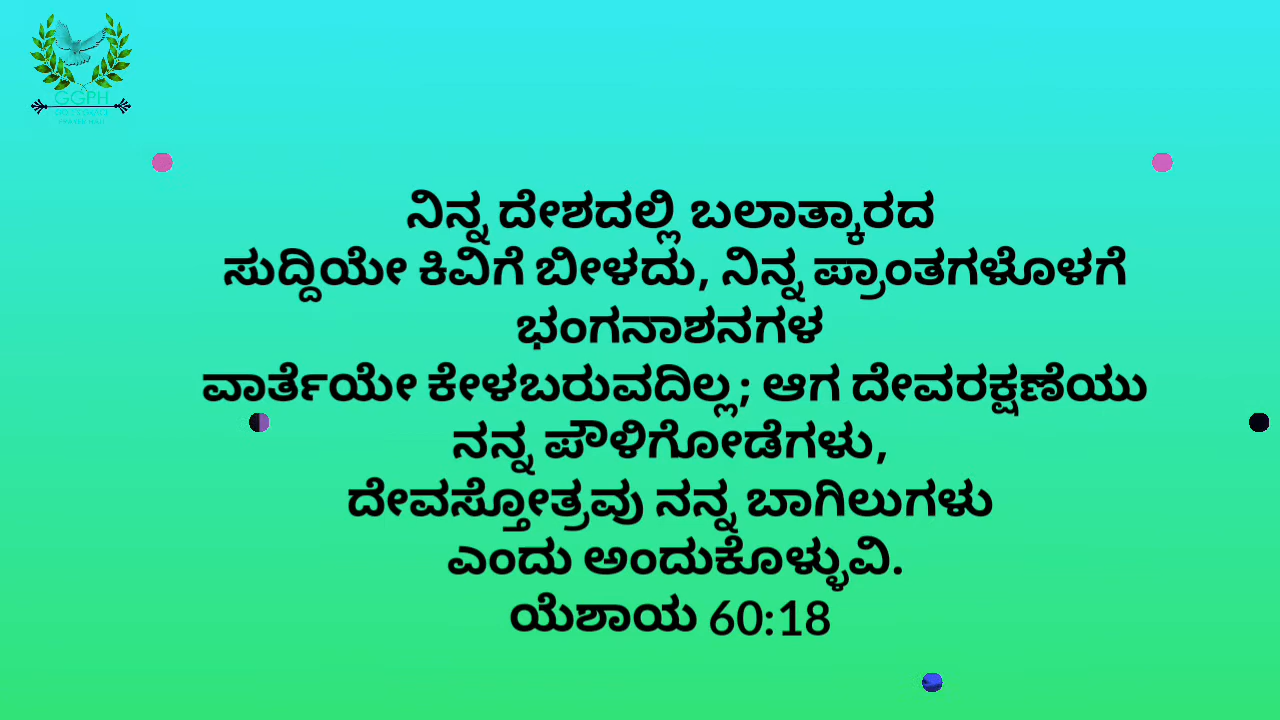 GGPH
ನಿನ್ನ ದೇಶದಲ್ಲಿ ಬಲಾತ್ಕಾರದ
ಸುದ್ದಿಯೇ ಕಿವಿಗೆ ಬೀಳದು, ನಿನ್ನ ಪ್ರಾಂತಗಳೊಳಗೆ
ಭಂಗನಾಶನಗಳ
ವಾರ್ತೆಯೇ ಕೇಳಬರುವದಿಲ್ಲ; ಆಗ ದೇವರಕ್ಷಣೆಯು
ನನ್ನ ಪೌಳಿಗೋಡೆಗಳು,
ದೇವಸ್ತೋತ್ರವು ನನ್ನ ಬಾಗಿಲುಗಳು
ಎಂದು ಅಂದುಕೊಳ್ಳುವಿ.
ಯೆಶಾಯ 60:18